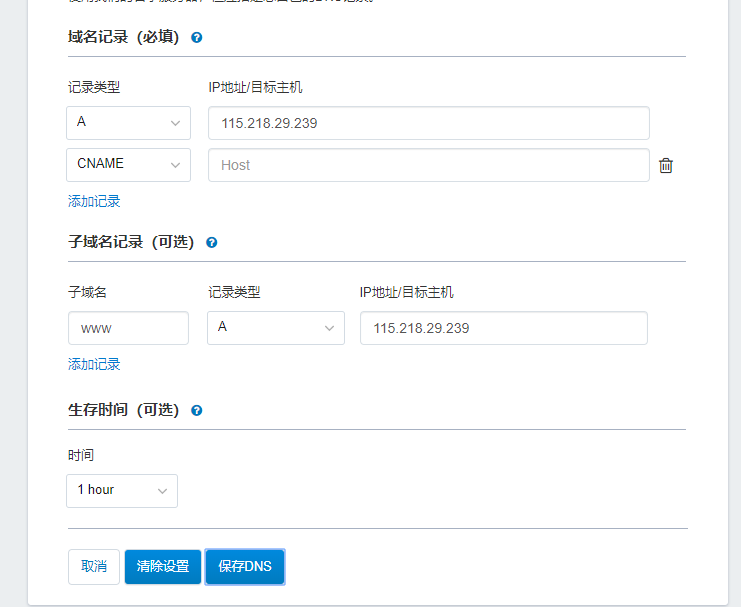 域名记录（必填） ?
记录类型 IP地址/目标主机
A 115.218.29.239
CNAME Host
添加记录
子域名记录（可选） ?
子域名 记录类型 IP地址/目标主机
www A 115.218.29.239
添加记录
生存时间（可选） ?
时间
1 hour
取消 清除设置 保存DNS